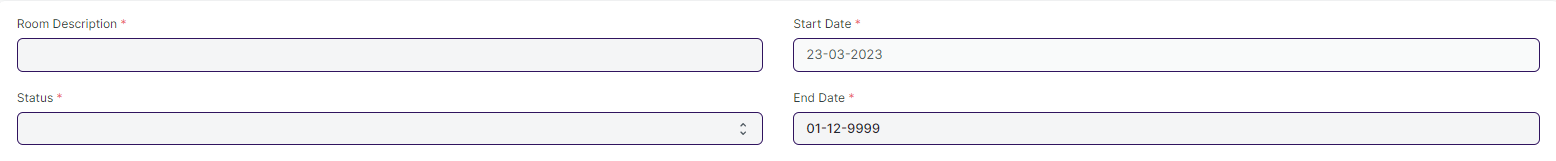 Room Description *
Start Date *
23-03-2023
Status *
End Date *
01-12-9999